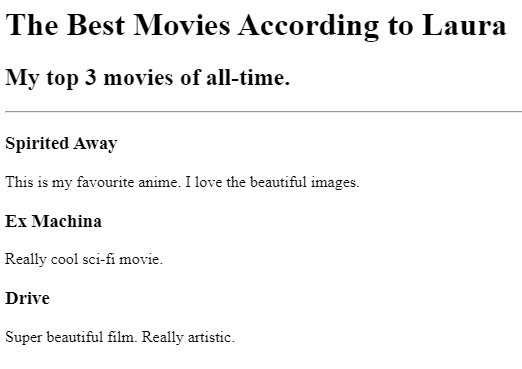 The Best Movies According to Laura
My top 3 movies of all-time.
Spirited Away
This is my favourite anime. I love the beautiful images.
Ex Machina
Really cool sci-fi movie.
Drive
Super beautiful film. Really artistic.